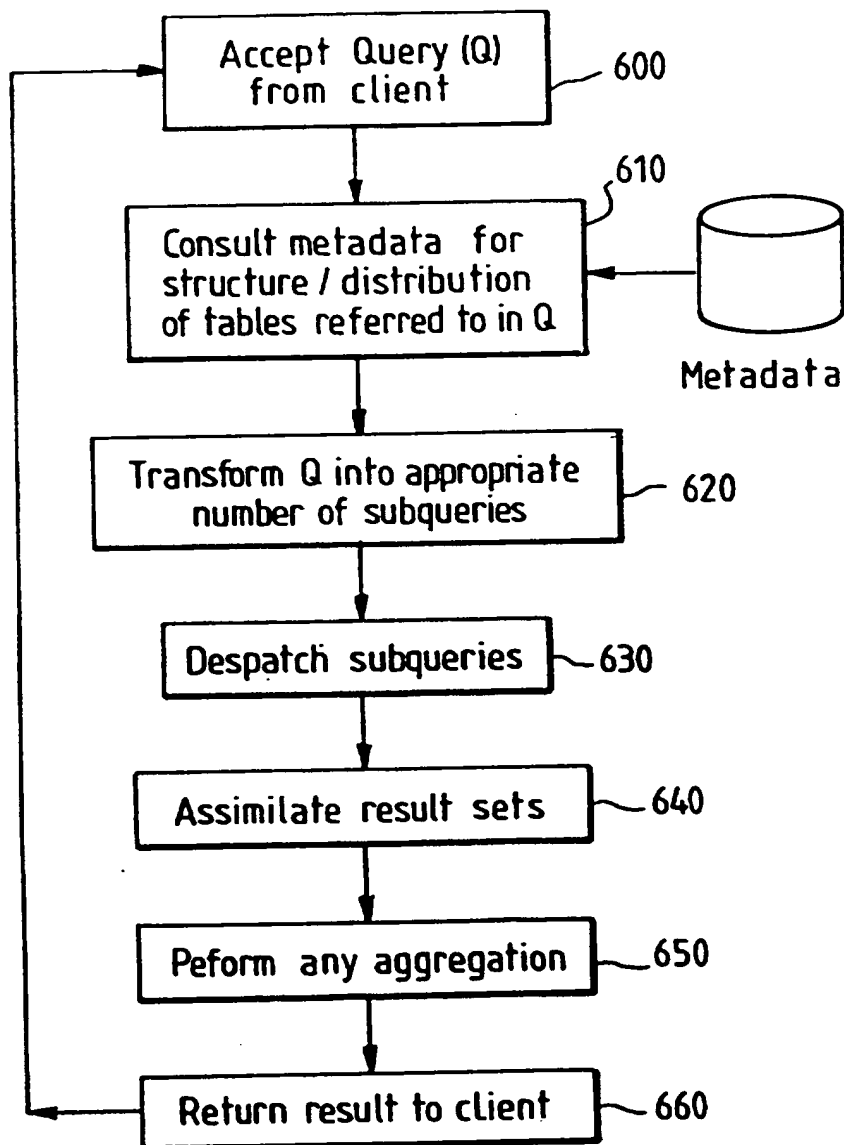 Accept Query (Q)
from client
600
610
Consult metadata for
structure / distribution
of tables referred to in Q
Metadata
Transform Q into appropriate
number of subqueries
620
Despatch subqueries
630
Assimilate result sets
640
Peform any aggregation
650
Return result to client
660